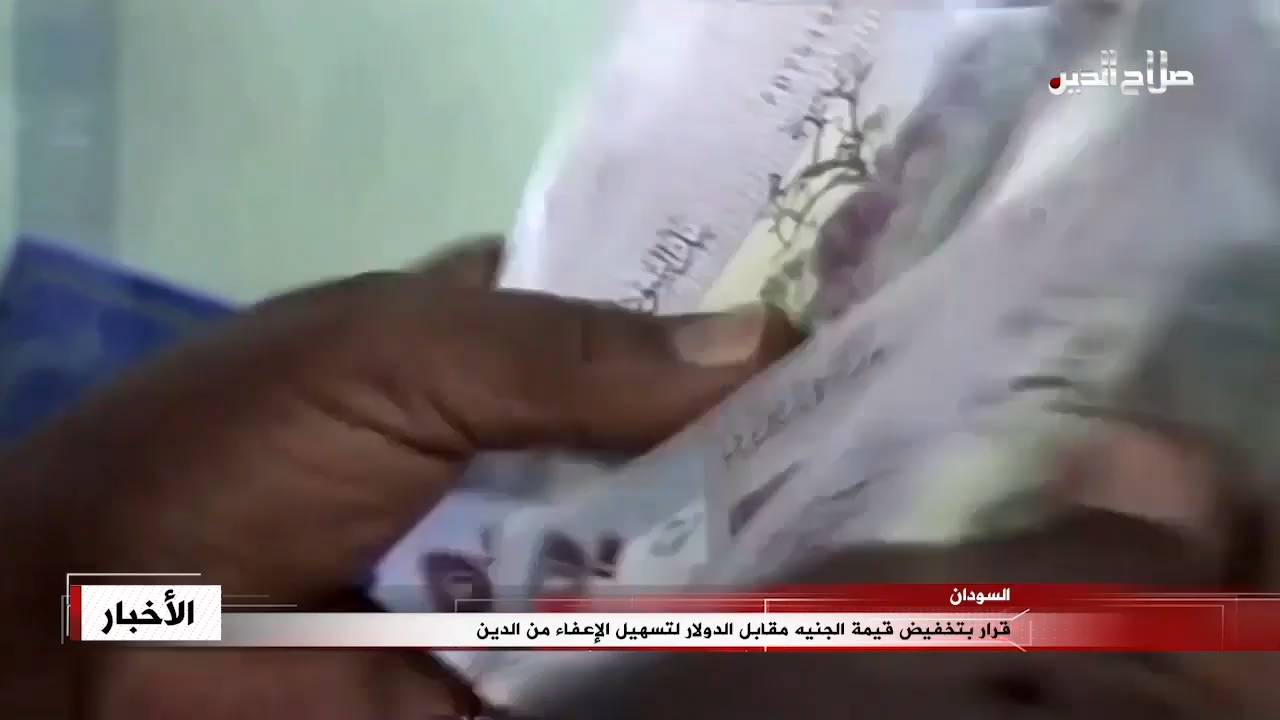 صلاح الدين
السودان
قرار بتخفيض قيمة الجنيه مقابل الدولار لتسهيل الإعفاء من الدين
الأخبار